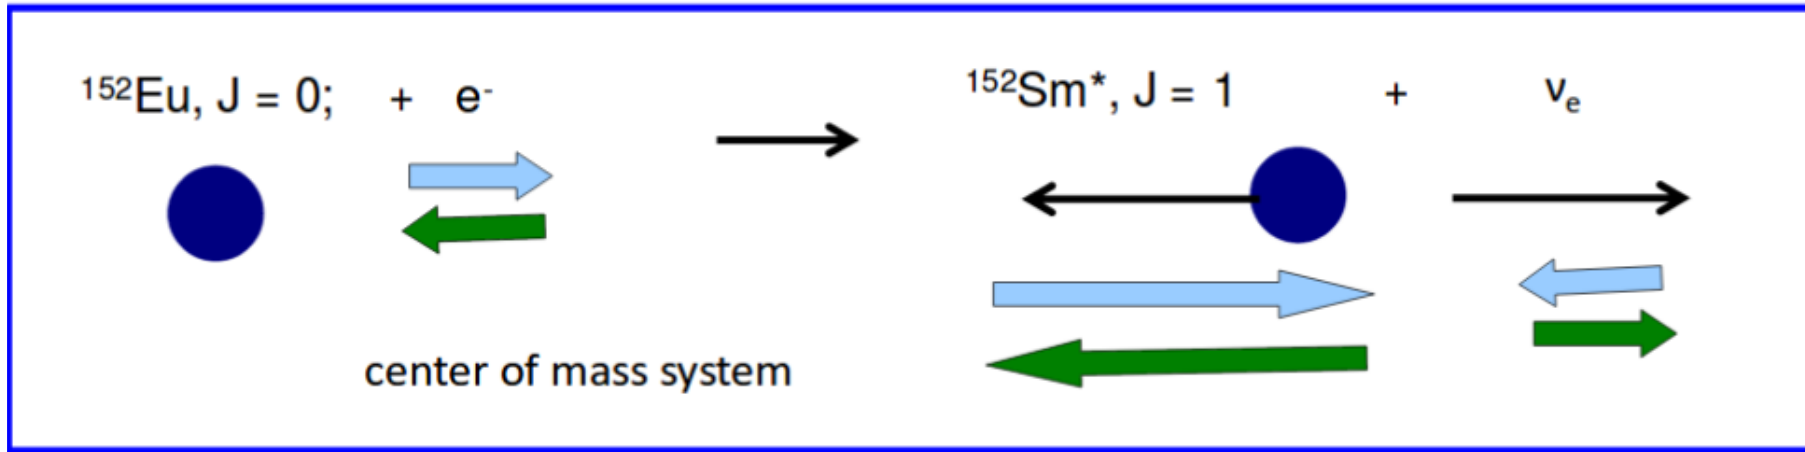 ¹⁵²Eu, J = 0; + e⁻
¹⁵²Sm*, J = 1 + νₑ
center of mass system